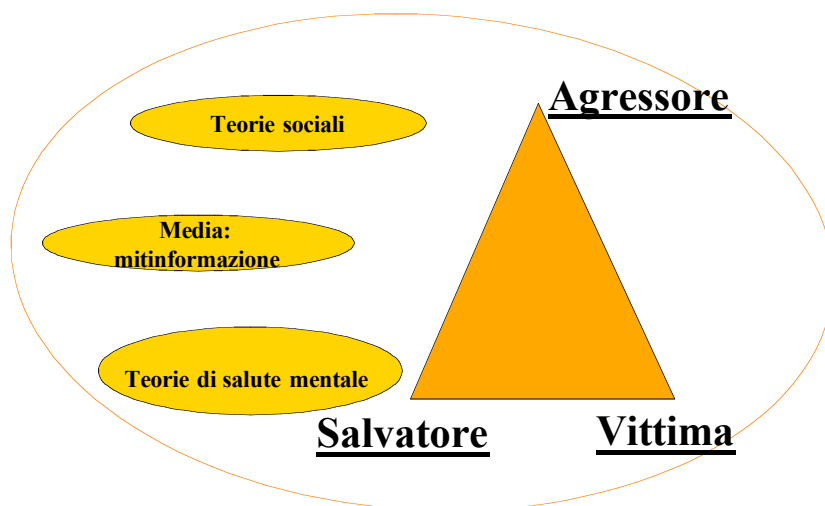 Agressore
Teorie sociali
Media:
mitinformazione
Teorie di salute mentale
Salvatore
Vittima